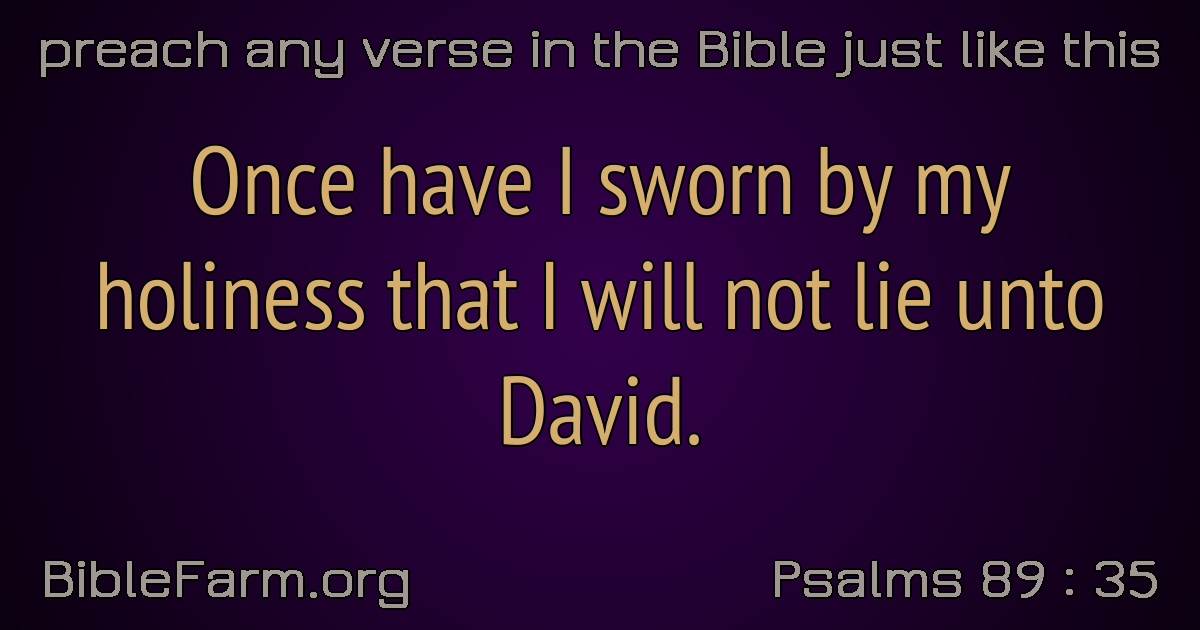 preach any verse in the Bible just like this
Once have I sworn by my
holiness that I will not lie unto
David.
BibleFarm.org
Psalms 89 : 35